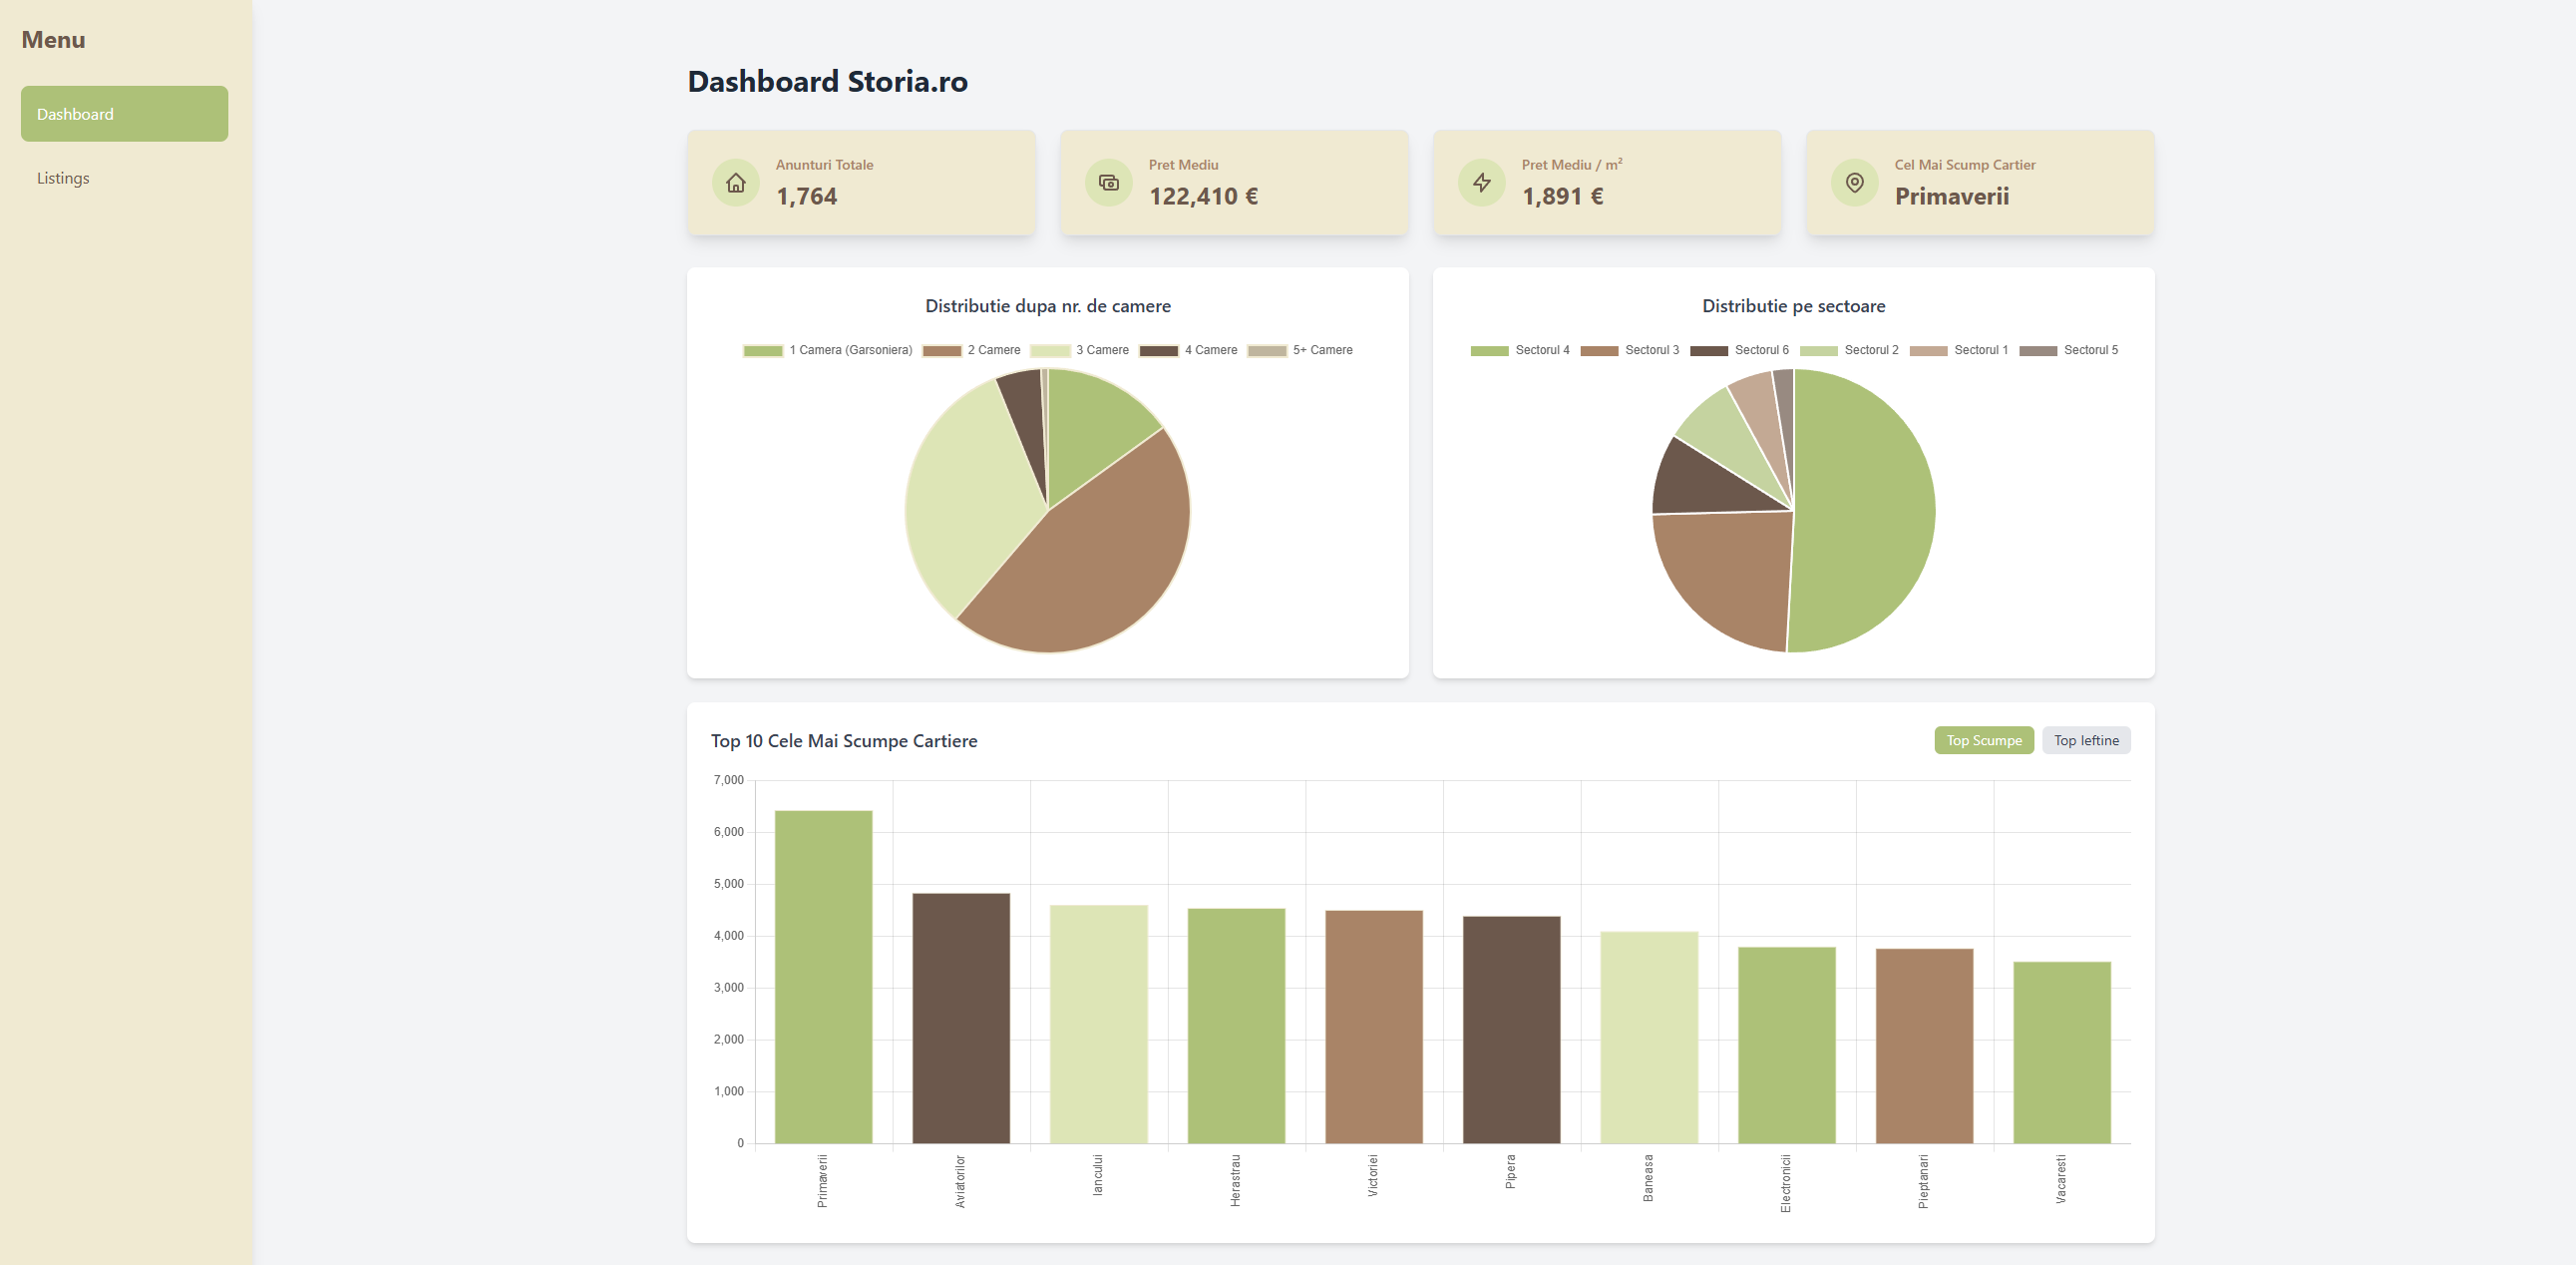 Menu
Dashboard
Listings
Dashboard Storia.ro
Anunturi Totale
1,764
Pret Mediu
122,410 €
Pret Mediu / m²
1,891 €
Cel Mai Scump Cartier
Primaverii
Distributie dupa nr. de camere
1 Camera (Garsoniera) 2 Camere 3 Camere 4 Camere 5+ Camere
Distributie pe sectoare
Sectorul 4 Sectorul 3 Sectorul 6 Sectorul 2 Sectorul 1 Sectorul 5
Top 10 Cele Mai Scumpe Cartiere
Top Scumpe
Top Ieftine
7,000
6,000
5,000
4,000
3,000
2,000
1,000
0
Primaverii
Aviatorilor
Iancului
Herastrau
Victoriei
Pipera
Baneasa
Electronicii
Pieptanari
Vacaresti